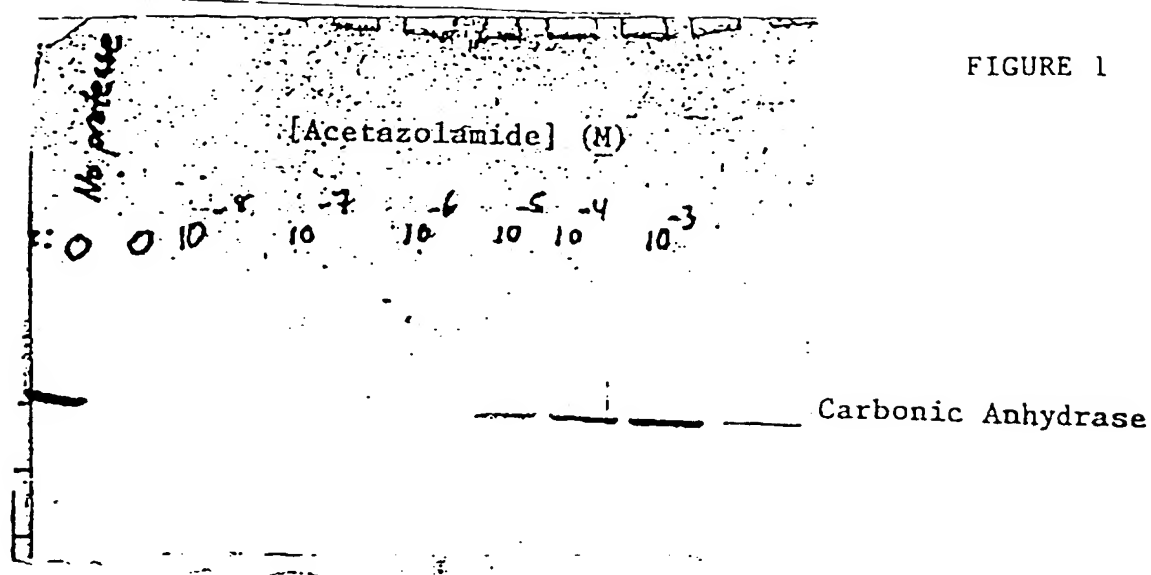 FIGURE 1
No protease
[Acetazolamide] (M)
0 0 10-8 10-7 10-6 10-5 10-4 10-3
Carbonic Anhydrase